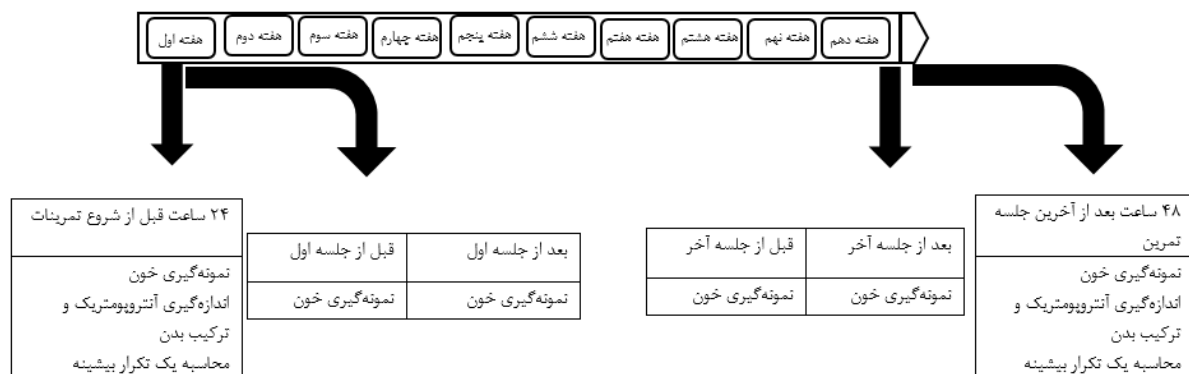 هفته اول
هفته دوم
هفته سوم
هفته چهارم
هفته پنجم
هفته ششم
هفته هفتم
هفته هشتم
هفته نهم
هفته دهم
۲۴ ساعت قبل از شروع تمرینات
نمونه‌گیری خون
اندازه‌گیری آنتروپومتریک و
ترکیب بدن
محاسبه یک تکرار بیشینه
قبل از جلسه اول
بعد از جلسه اول
نمونه‌گیری خون
نمونه‌گیری خون
قبل از جلسه آخر
بعد از جلسه آخر
نمونه‌گیری خون
نمونه‌گیری خون
۴۸ ساعت بعد از آخرین جلسه
تمرین
نمونه‌گیری خون
اندازه‌گیری آنتروپومتریک و
ترکیب بدن
محاسبه یک تکرار بیشینه